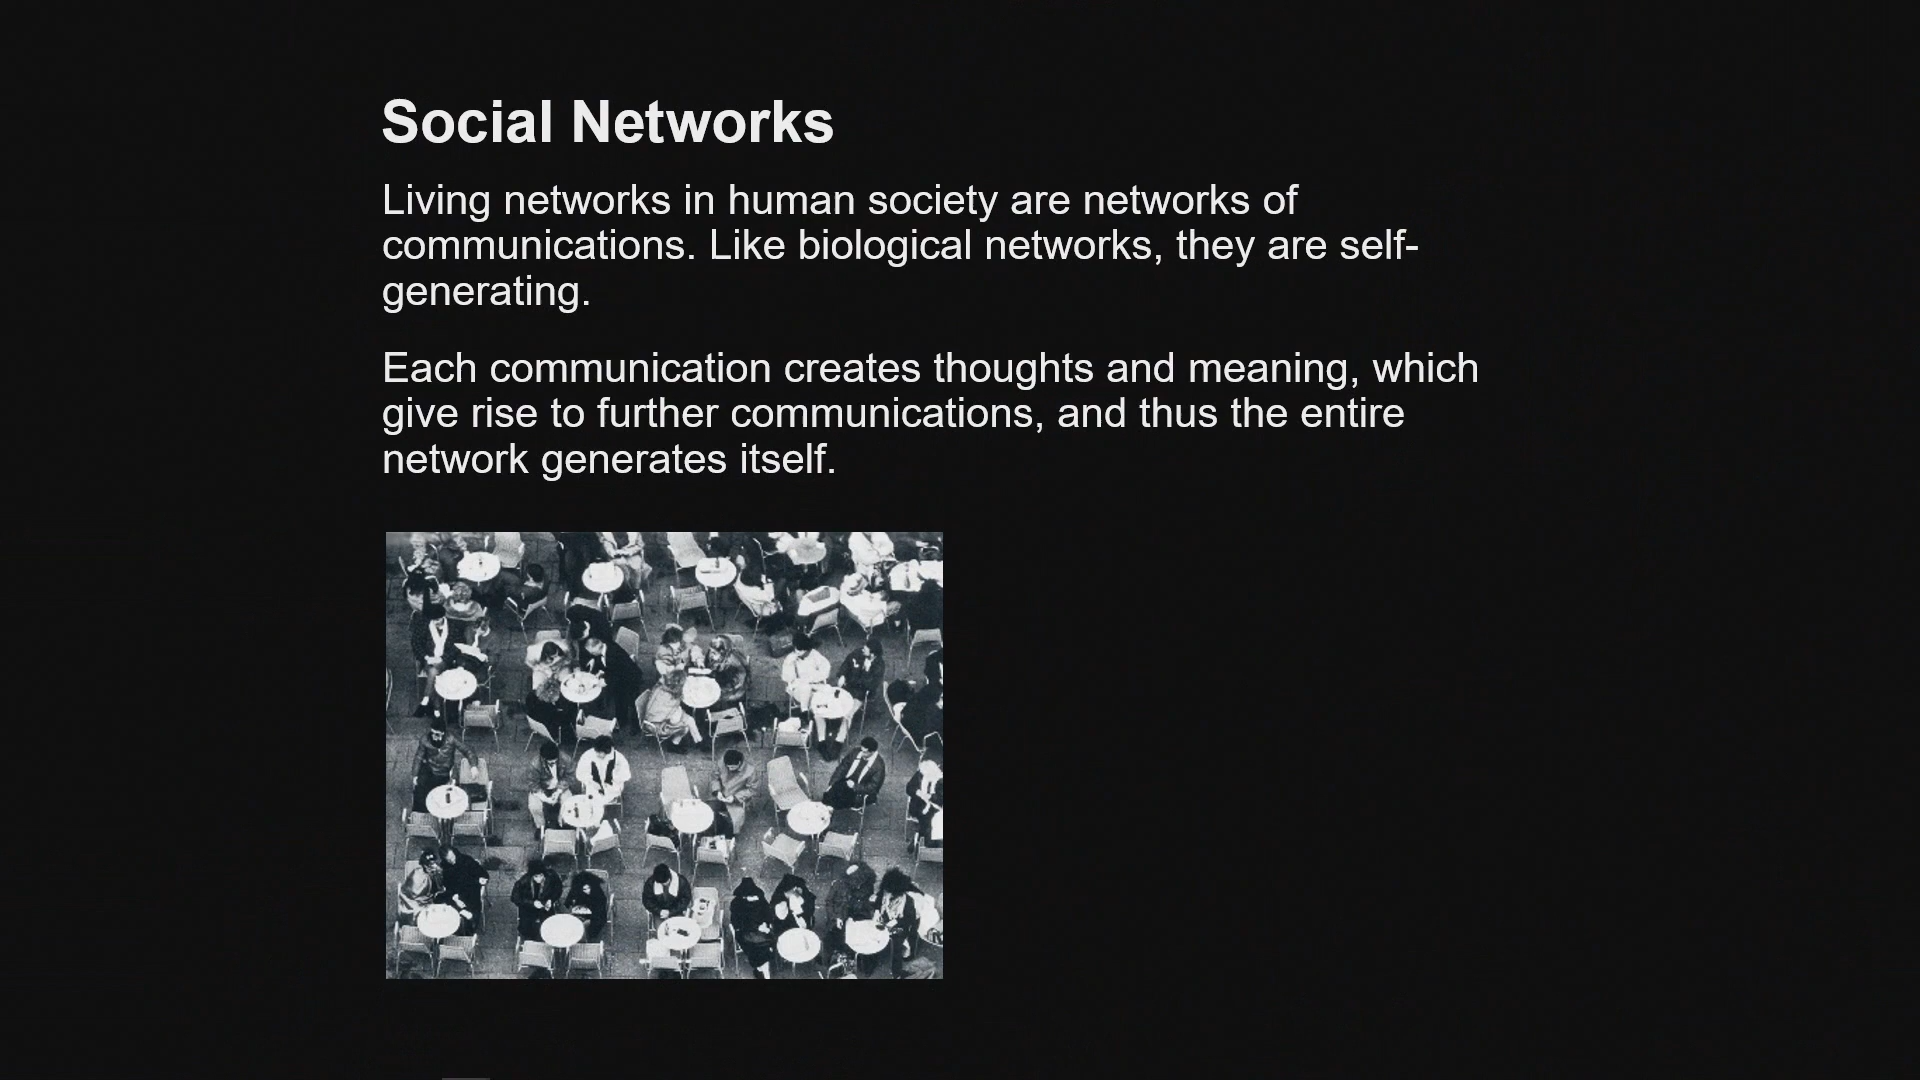 Social Networks
Living networks in human society are networks of
communications. Like biological networks, they are self-
generating.
Each communication creates thoughts and meaning, which
give rise to further communications, and thus the entire
network generates itself.